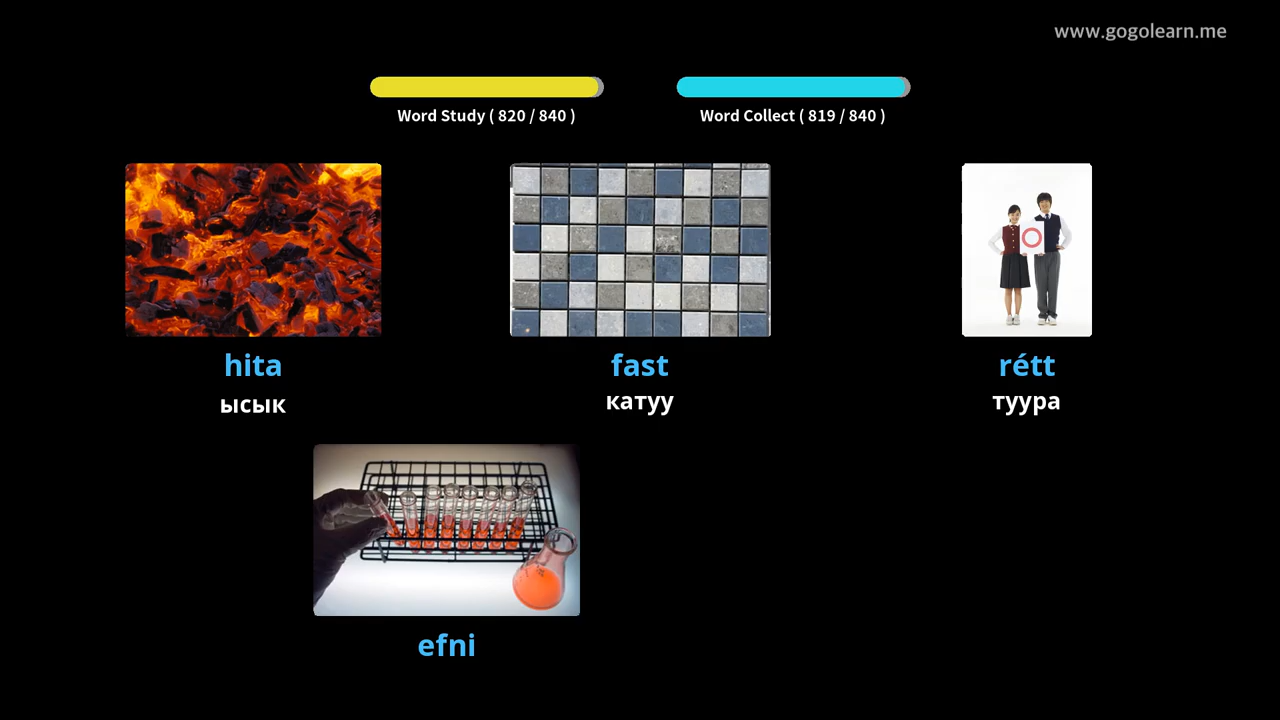 www.gogolearn.me
Word Study ( 820 / 840 )
Word Collect ( 819 / 840 )
hita
fast
rétt
ысык
катуу
туура
efni